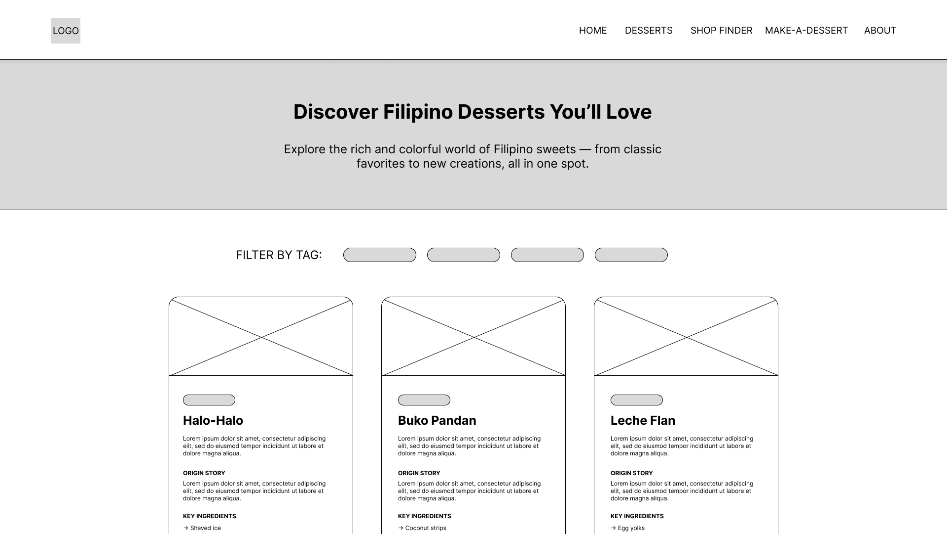 LOGO
HOME DESSERTS SHOP FINDER MAKE-A-DESSERT ABOUT
Discover Filipino Desserts You’ll Love
Explore the rich and colorful world of Filipino sweets — from classic
favorites to new creations, all in one spot.
FILTER BY TAG:
Halo-Halo
Lorem ipsum dolor sit amet, consectetur adipiscing
elit, sed do eiusmod tempor incididunt ut labore et
dolore magna aliqua.
ORIGIN STORY
Lorem ipsum dolor sit amet, consectetur adipiscing
elit, sed do eiusmod tempor incididunt ut labore et
dolore magna aliqua.
KEY INGREDIENTS
→ Shaved ice
Buko Pandan
Lorem ipsum dolor sit amet, consectetur adipiscing
elit, sed do eiusmod tempor incididunt ut labore et
dolore magna aliqua.
ORIGIN STORY
Lorem ipsum dolor sit amet, consectetur adipiscing
elit, sed do eiusmod tempor incididunt ut labore et
dolore magna aliqua.
KEY INGREDIENTS
→ Coconut strips
Leche Flan
Lorem ipsum dolor sit amet, consectetur adipiscing
elit, sed do eiusmod tempor incididunt ut labore et
dolore magna aliqua.
ORIGIN STORY
Lorem ipsum dolor sit amet, consectetur adipiscing
elit, sed do eiusmod tempor incididunt ut labore et
dolore magna aliqua.
KEY INGREDIENTS
→ Egg yolks